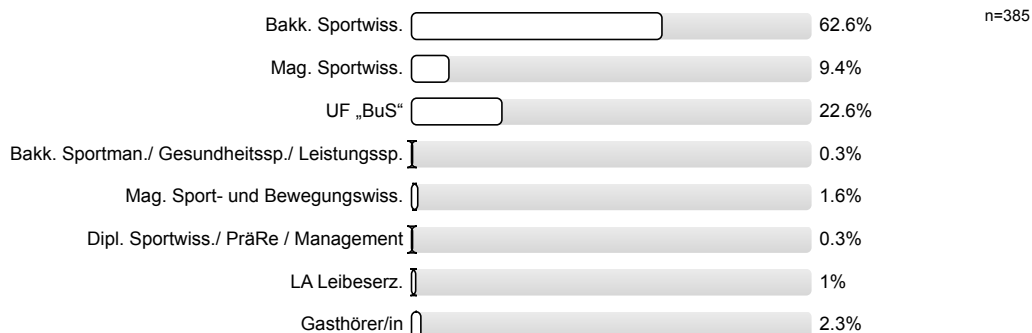 Bakk. Sportwiss. 62.6% n=385
Mag. Sportwiss. 9.4%
UF „BuS“ 22.6%
Bakk. Sportman./ Gesundheitssp./ Leistungssp. 0.3%
Mag. Sport- und Bewegungswiss. 1.6%
Dipl. Sportwiss./ PräRe / Management 0.3%
LA Leibeserz. 1%
Gasthörer/in 2.3%